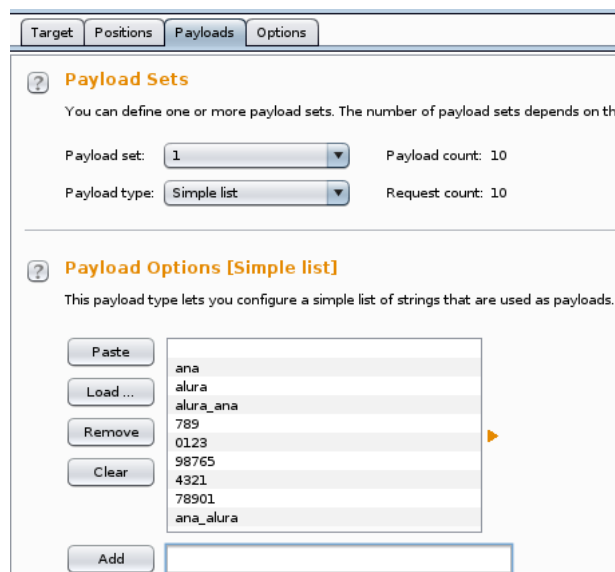 Target Positions Payloads Options
? Payload Sets
You can define one or more payload sets. The number of payload sets depends on th
Payload set: 1 Payload count: 10
Payload type: Simple list Request count: 10
? Payload Options [Simple list]
This payload type lets you configure a simple list of strings that are used as payloads.
Paste
Load ...
Remove
Clear
ana
alura
alura_ana
789
0123
98765
4321
78901
ana_alura
Add